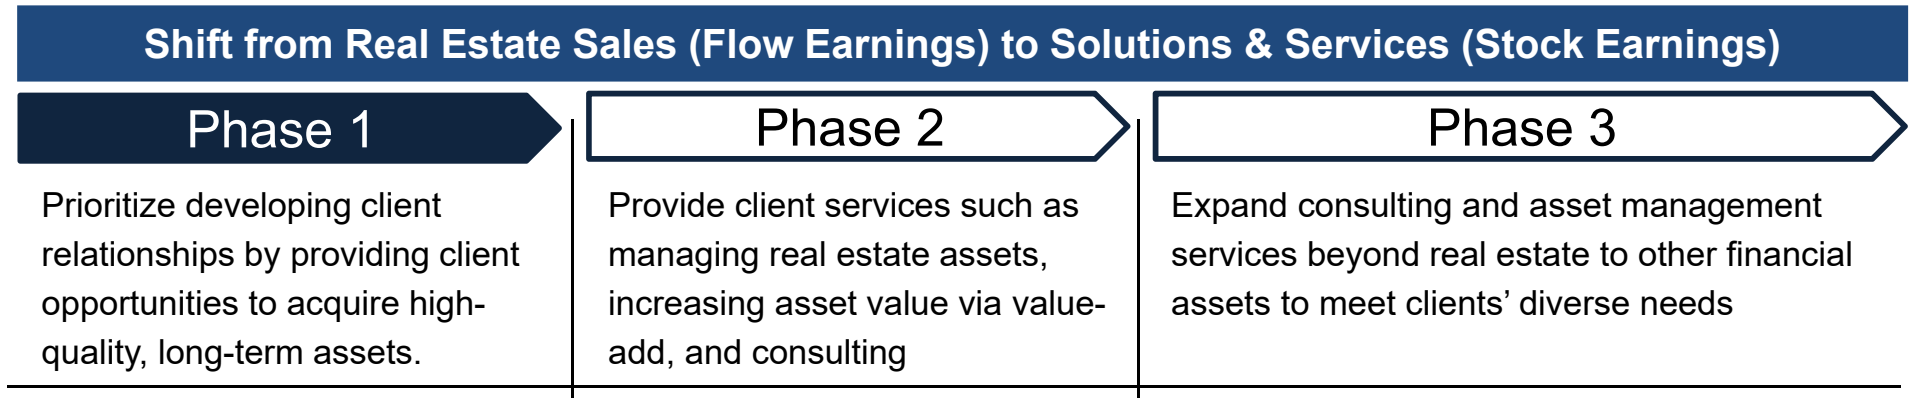 Shift from Real Estate Sales (Flow Earnings) to Solutions & Services (Stock Earnings)
Phase 1
Prioritize developing client
relationships by providing client
opportunities to acquire high-
quality, long-term assets.
Phase 2
Provide client services such as
managing real estate assets,
increasing asset value via value-
add, and consulting
Phase 3
Expand consulting and asset management
services beyond real estate to other financial
assets to meet clients’ diverse needs